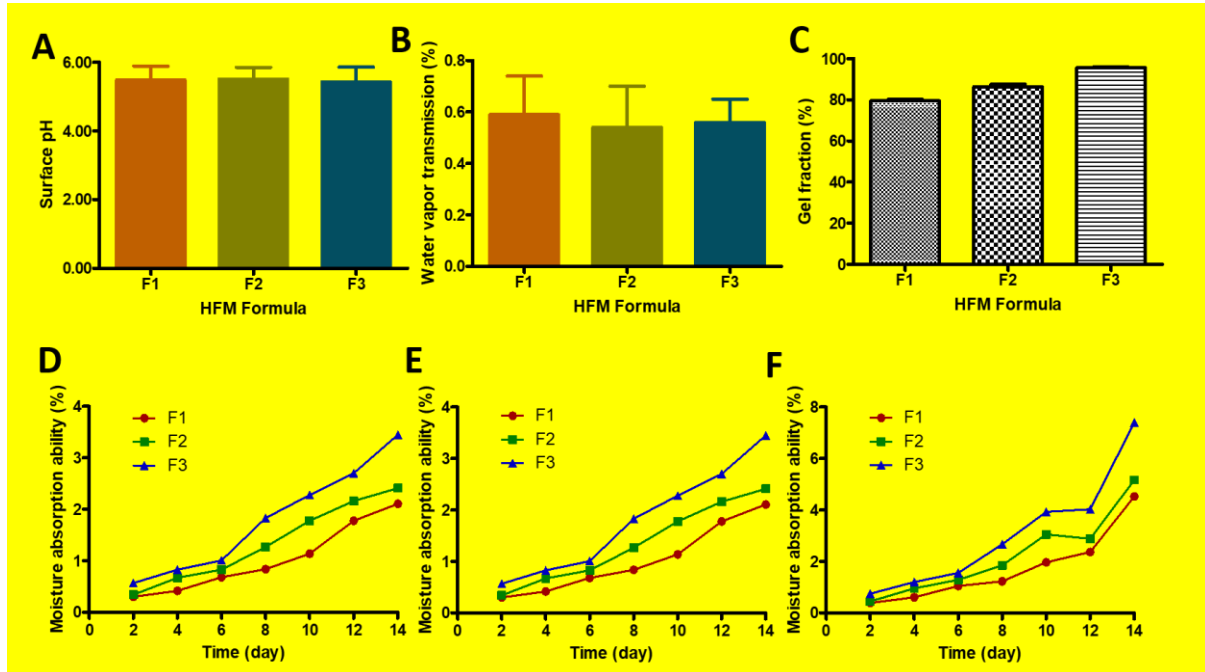 A
Surface pH
6.00
4.00
2.00
0.00
F1 F2 F3
HFM Formula
B
Water vapor transmission (%)
0.8
0.6
0.4
0.2
0.0
F1 F2 F3
HFM Formula
C
Gel fraction (%)
100
80
60
40
20
0
F1 F2 F3
HFM Formula
D
Moisture absorption ability (%)
4
3
2
1
0
F1
F2
F3
0 2 4 6 8 10 12 14
Time (day)
E
Moisture absorption ability (%)
4
3
2
1
0
F1
F2
F3
0 2 4 6 8 10 12 14
Time (day)
F
Moisture absorption ability (%)
8
6
4
2
0
F1
F2
F3
0 2 4 6 8 10 12 14
Time (day)